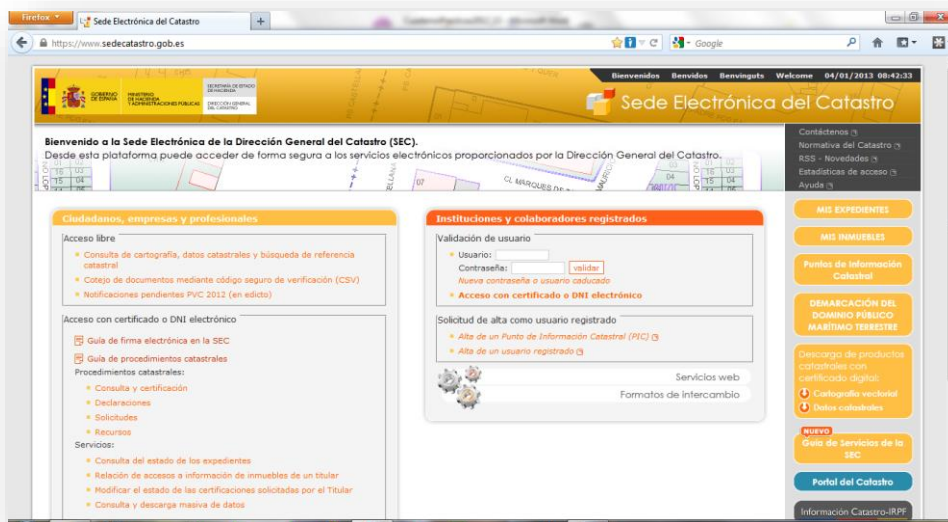 Firefox
Sede Electrónica del Catastro
https://www.sedecatastro.gob.es
Google
GOBIERNO DE ESPAÑA
MINISTERIO DE HACIENDA Y ADMINISTRACIONES PÚBLICAS
SECRETARÍA DE ESTADO DE HACIENDA
DIRECCIÓN GENERAL DEL CATASTRO
Bienvenidos Benvidos Benvinguts Welcome 04/01/2013 08:42:33
Sede Electrónica del Catastro
Bienvenido a la Sede Electrónica de la Dirección General del Catastro (SEC).
Desde esta plataforma puede acceder de forma segura a los servicios electrónicos proporcionados por la Dirección General del Catastro.
Ciudadanos, empresas y profesionales
Acceso libre
Consulta de cartografía, datos catastrales y búsqueda de referencia
catastral
Cotejo de documentos mediante código seguro de verificación (CSV)
Notificaciones pendientes PVC 2012 (en edicto)
Acceso con certificado o DNI electrónico
Guía de firma electrónica en la SEC
Guía de procedimientos catastrales
Procedimientos catastrales:
Consulta y certificación
Declaraciones
Solicitudes
Recursos
Servicios:
Consulta del estado de los expedientes
Relación de accesos a información de inmuebles de un titular
Modificar el estado de las certificaciones solicitadas por el Titular
Consulta y descarga masiva de datos
Instituciones y colaboradores registrados
Validación de usuario
Usuario:
Contraseña: validar
Nueva contraseña o usuario caducado
Acceso con certificado o DNI electrónico
Solicitud de alta como usuario registrado
Alta de un Punto de Información Catastral (PIC)
Alta de un usuario registrado
Servicios web
Formatos de intercambio
Contáctenos
Normativa del Catastro
RSS - Novedades
Estadísticas de acceso
Ayuda
MIS EXPEDIENTES
MIS INMUEBLES
Puntos de Información
Catastral
DEMARCACIÓN DEL
DOMINIO PÚBLICO
MARÍTIMO TERRESTRE
Descarga de productos
catastrales con
certificado digital:
Cartografía vectorial
Datos catastrales
NUEVO
Guía de Servicios de la
SEC
Portal del Catastro
Información Catastro-IRPF